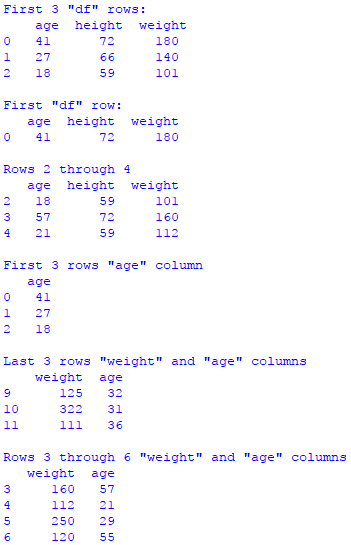 First 3 "df" rows:
    age  height  weight
0    41      72     180
1    27      66     140
2    18      59     101

First "df" row:
    age  height  weight
0    41      72     180

Rows 2 through 4
    age  height  weight
2    18      59     101
3    57      72     160
4    21      59     112

First 3 rows "age" column
   age
0   41
1   27
2   18

Last 3 rows "weight" and "age" columns
    weight  age
9      125   32
10     322   31
11     111   36

Rows 3 through 6 "weight" and "age" columns
   weight  age
3     160   57
4     112   21
5     250   29
6     120   55